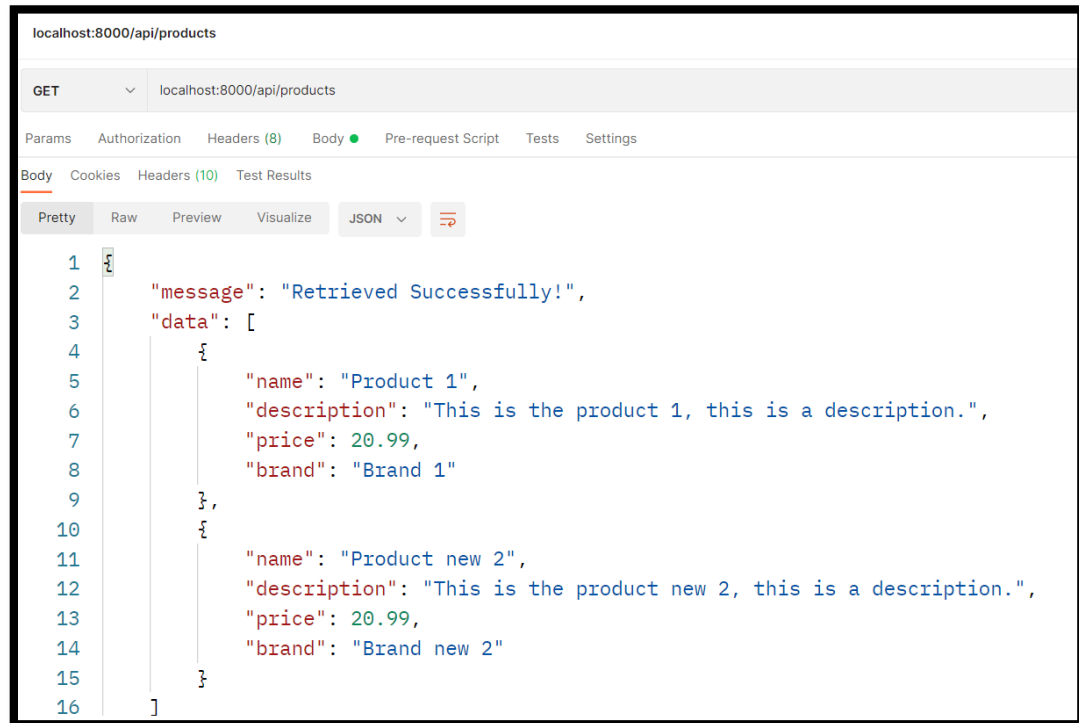 localhost:8000/api/products
GET localhost:8000/api/products
Params Authorization Headers (8) Body Pre-request Script Tests Settings
Body Cookies Headers (10) Test Results
Pretty Raw Preview Visualize JSON
1 {
2 "message": "Retrieved Successfully!",
3 "data": [
4 {
5 "name": "Product 1",
6 "description": "This is the product 1, this is a description.",
7 "price": 20.99,
8 "brand": "Brand 1"
9 },
10 {
11 "name": "Product new 2",
12 "description": "This is the product new 2, this is a description.",
13 "price": 20.99,
14 "brand": "Brand new 2"
15 }
16 ]